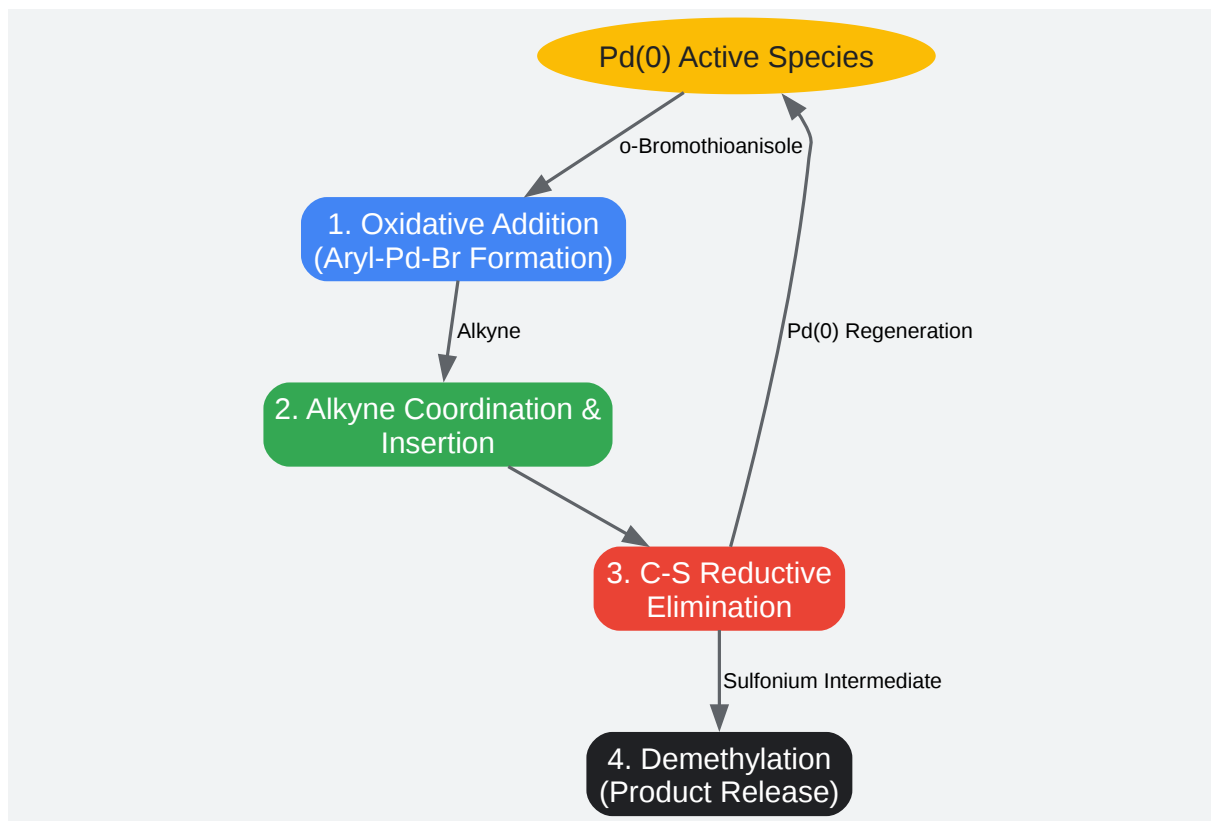 Pd(0) Active Species
o-Bromothioanisole
1. Oxidative Addition
(Aryl-Pd-Br Formation)
Alkyne
Pd(0) Regeneration
2. Alkyne Coordination &
Insertion
3. C-S Reductive
Elimination
Sulfonium Intermediate
4. Demethylation
(Product Release)